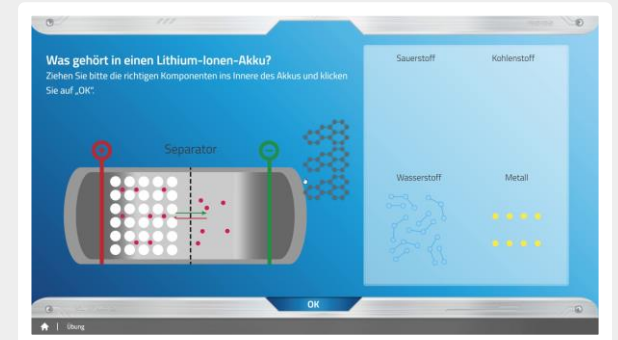 Was gehört in einen Lithium-Ionen-Akku?
Ziehen Sie bitte die richtigen Komponenten ins Innere des Akkus und klicken
Sie auf „OK“.
Separator
+
−
Sauerstoff
Kohlenstoff
Wasserstoff
Metall
OK
| Übung